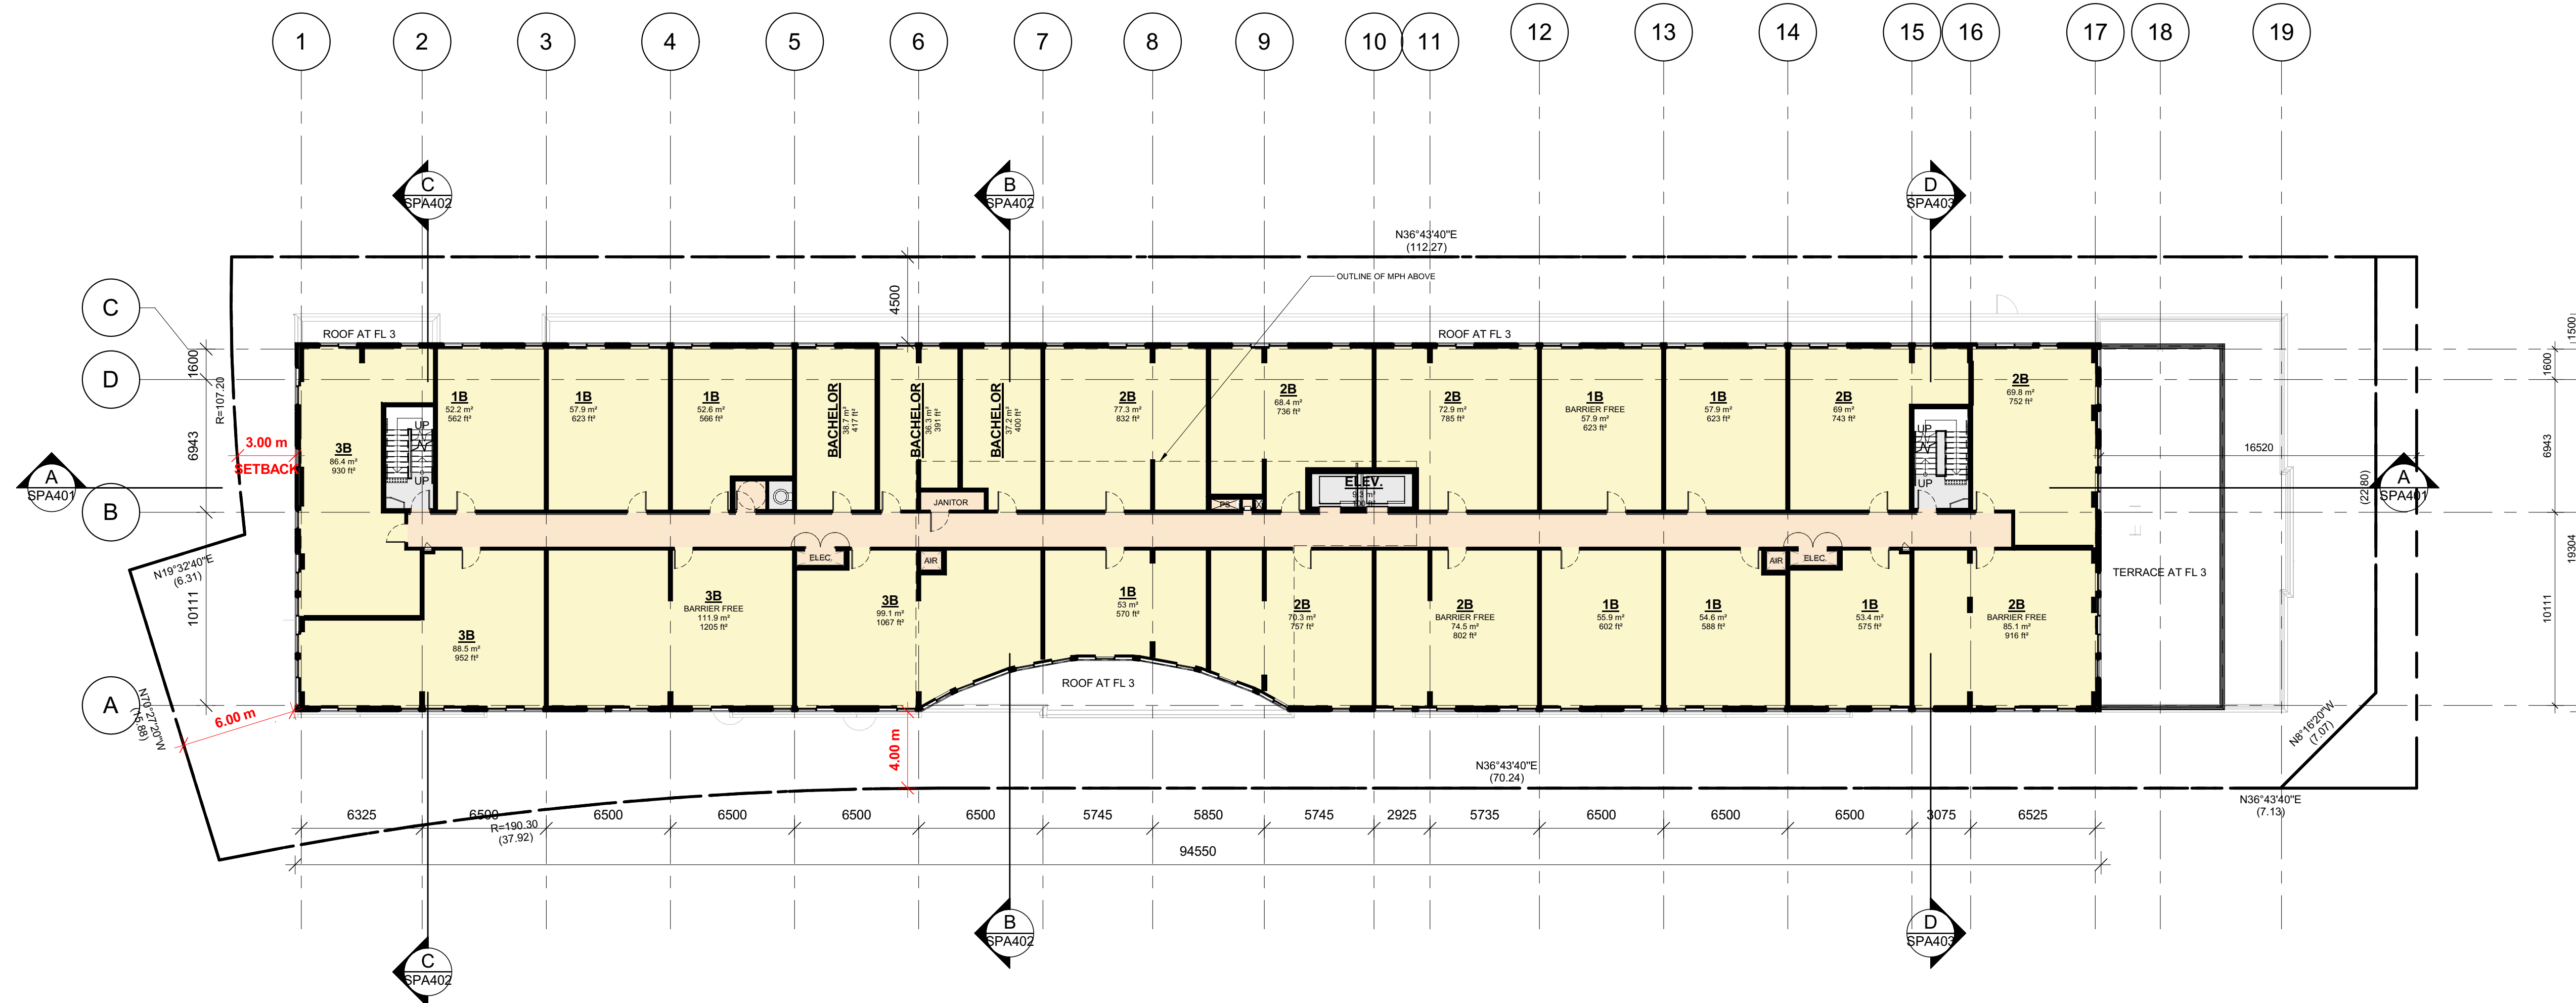 1 2 3 4 5 6 7 8 9 10 11 12 13 14 15 16 17 18 19
C
SPA402
B
SPA402
D
SPA403
N36°43'40"E
(112.27)
OUTLINE OF MPH ABOVE
4500
C
D
B
A
1600
6943
10111
R=107.20
3.00 m
SETBACK
A
SPA401
N19°32'40"E
(6.31)
N70°27'20"W
(15.88)
6.00 m
ROOF AT FL 3
ROOF AT FL 3
3B
86.4 m²
930 ft²
UP
UP
1B
52.2 m²
562 ft²
1B
57.9 m²
623 ft²
1B
52.6 m²
566 ft²
BACHELOR
38.7 m²
417 ft²
BACHELOR
36.3 m²
391 ft²
BACHELOR
37.2 m²
400 ft²
2B
77.3 m²
832 ft²
2B
68.4 m²
736 ft²
2B
72.9 m²
785 ft²
1B
BARRIER FREE
57.9 m²
623 ft²
1B
57.9 m²
623 ft²
2B
69 m²
743 ft²
UP
UP
2B
69.8 m²
752 ft²
JANITOR
PS
ELEV.
ELEC.
AIR
AIR
ELEC.
3B
88.5 m²
952 ft²
3B
BARRIER FREE
111.9 m²
1205 ft²
3B
99.1 m²
1067 ft²
1B
53 m²
570 ft²
2B
70.3 m²
757 ft²
2B
BARRIER FREE
74.5 m²
802 ft²
1B
55.9 m²
602 ft²
1B
54.6 m²
588 ft²
1B
53.4 m²
575 ft²
2B
BARRIER FREE
85.1 m²
916 ft²
ROOF AT FL 3
TERRACE AT FL 3
16520
(22.80)
A
SPA401
1500
1600
6943
19304
10111
4.00 m
N36°43'40"E
(70.24)
N8°16'20"W
(7.07)
N36°43'40"E
(7.13)
R=190.30
(37.92)
6325 6500 6500 6500 6500 6500 5745 5850 5745 2925 5735 6500 6500 6500 3075 6525
94550
C
SPA402
B
SPA402
D
SPA403